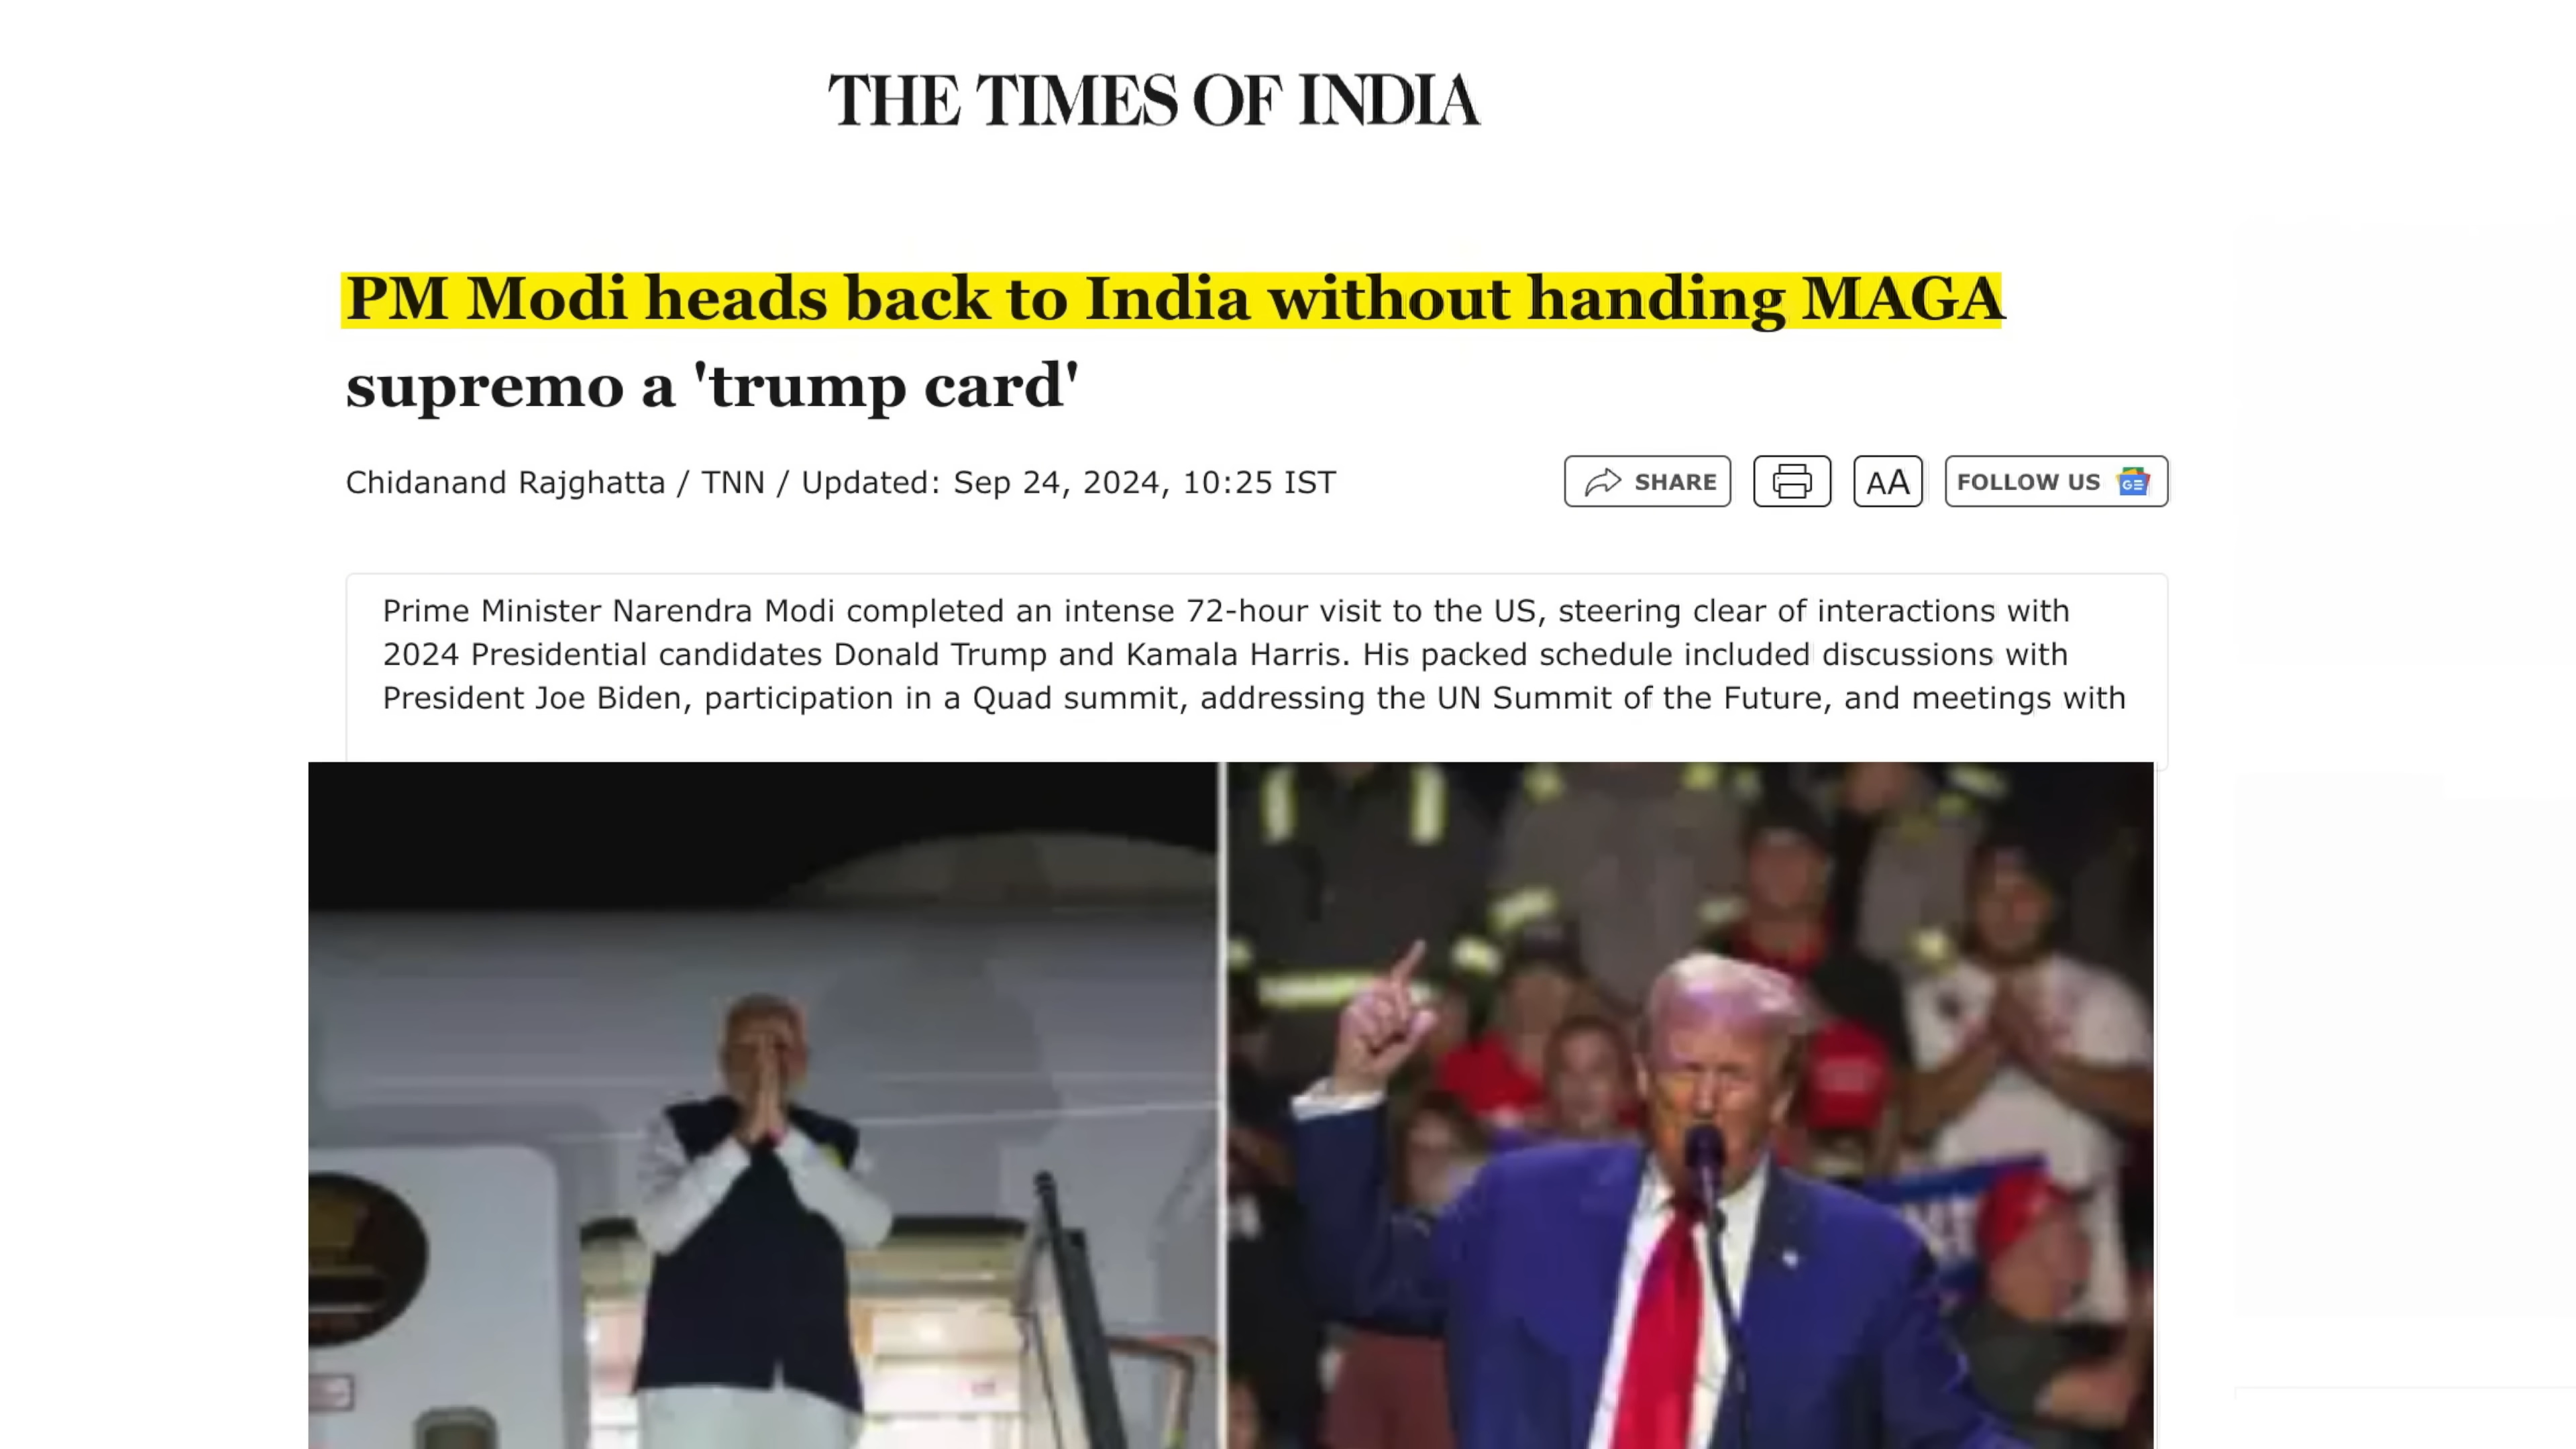 THE TIMES OF INDIA
PM Modi heads back to India without handing MAGA
supremo a 'trump card'
Chidanand Rajghatta / TNN / Updated: Sep 24, 2024, 10:25 IST
SHARE
AA
FOLLOW US
GE
Prime Minister Narendra Modi completed an intense 72-hour visit to the US, steering clear of interactions with
2024 Presidential candidates Donald Trump and Kamala Harris. His packed schedule included discussions with
President Joe Biden, participation in a Quad summit, addressing the UN Summit of the Future, and meetings with